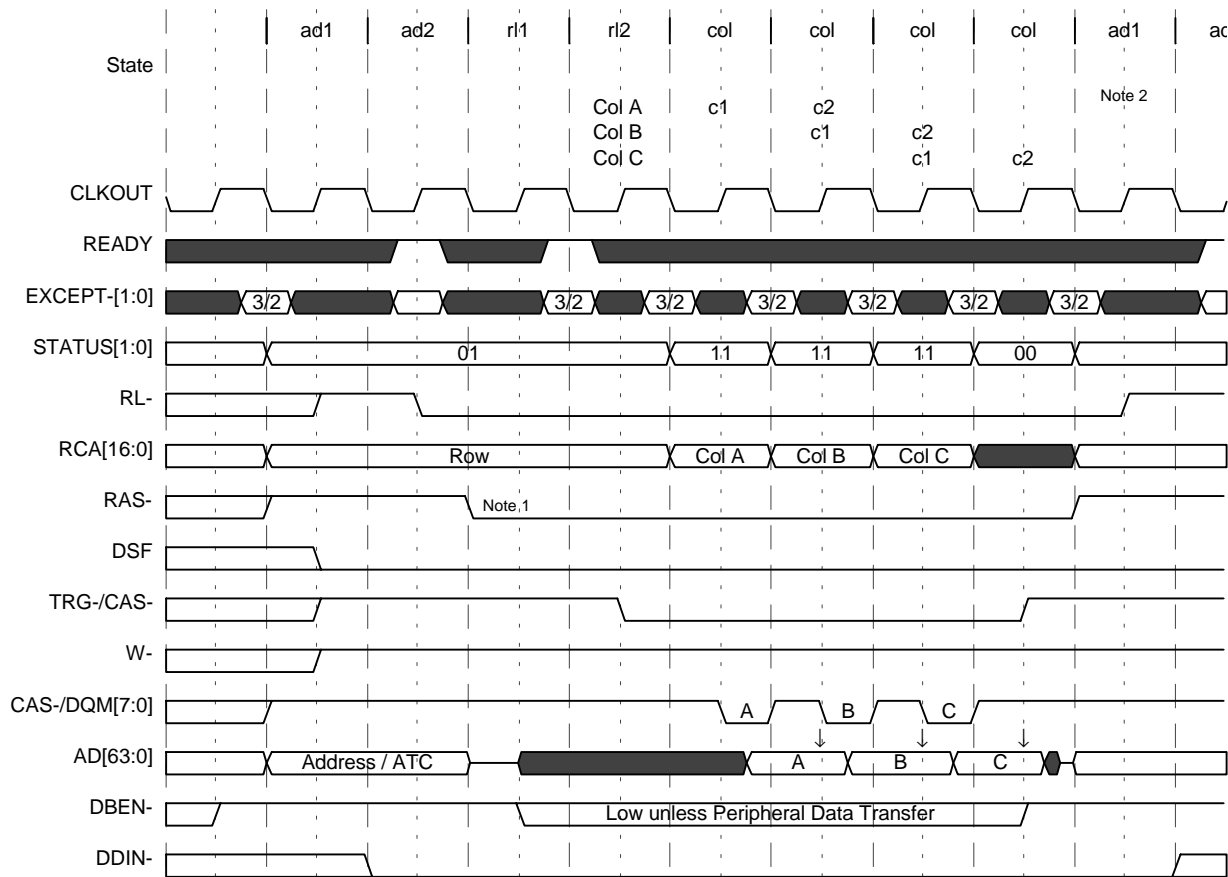 ad1 ad2 rl1 rl2 col col col col ad1
State
Note 2
Col A c1 c2
Col B c1 c2
Col C c1 c2
CLKOUT
READY
EXCEPT-[1:0] 3/2 3/2 3/2 3/2 3/2 3/2 3/2
STATUS[1:0] 01 11 11 11 00
RL-
RCA[16:0] Row Col A Col B Col C
RAS- Note 1
DSF
TRG-/CAS-
W-
CAS-/DQM[7:0] A B C
AD[63:0] Address / ATC A B C
DBEN- Low unless Peripheral Data Transfer
DDIN-